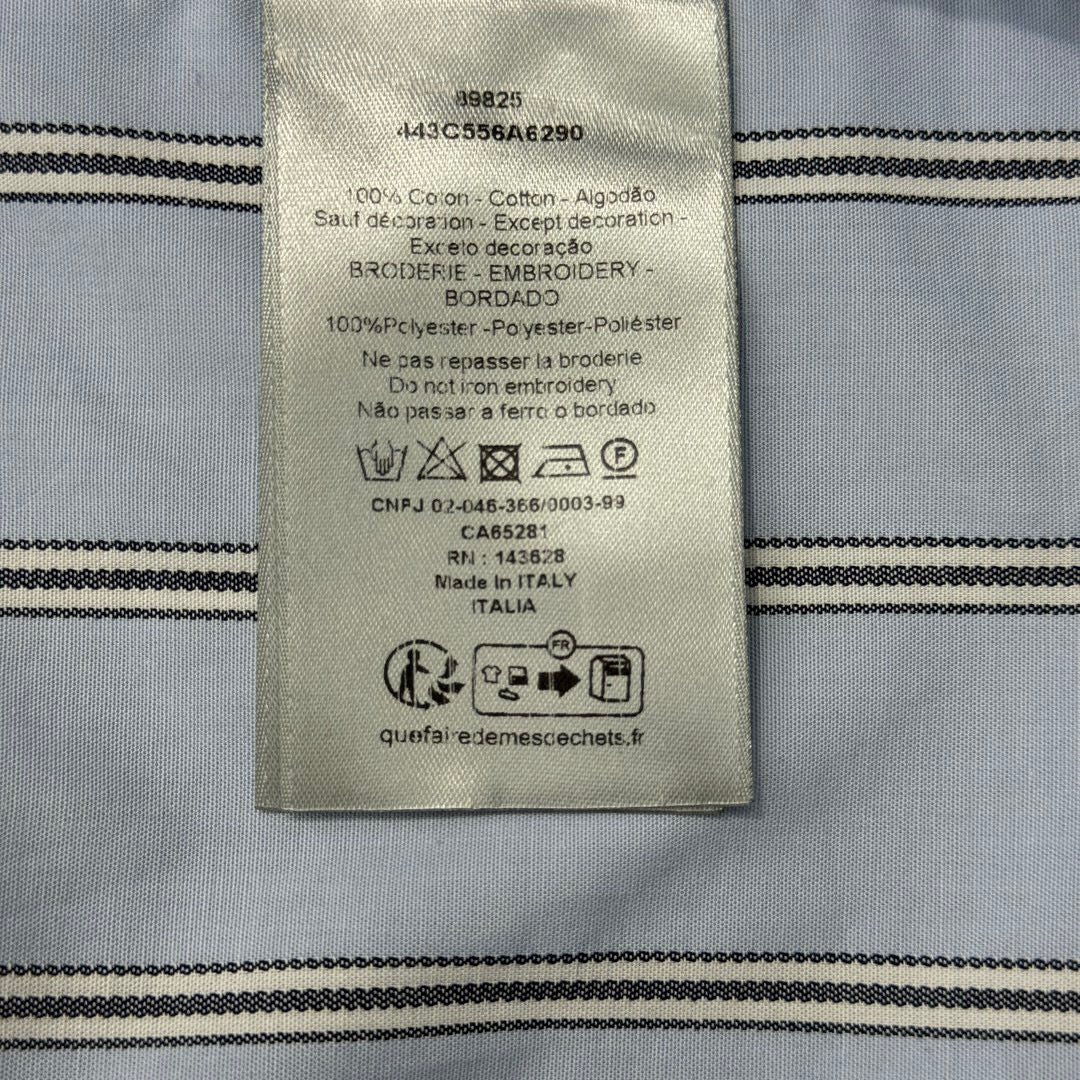 89825
443C556A6290
100% Coton - Cotton - Algodão
Sauf décoration - Except decoration -
Exceto decoração
BRODERIE - EMBROIDERY -
BORDADO
100%Polyester -Polyester-Poliéster
Ne pas repasser la broderie
Do not iron embroidery
Não passar a ferro o bordado
F
CNPJ 02-046-366/0003-99
CA65281
RN : 143628
Made In ITALY
ITALIA
FR
quefairedemesdechets.fr